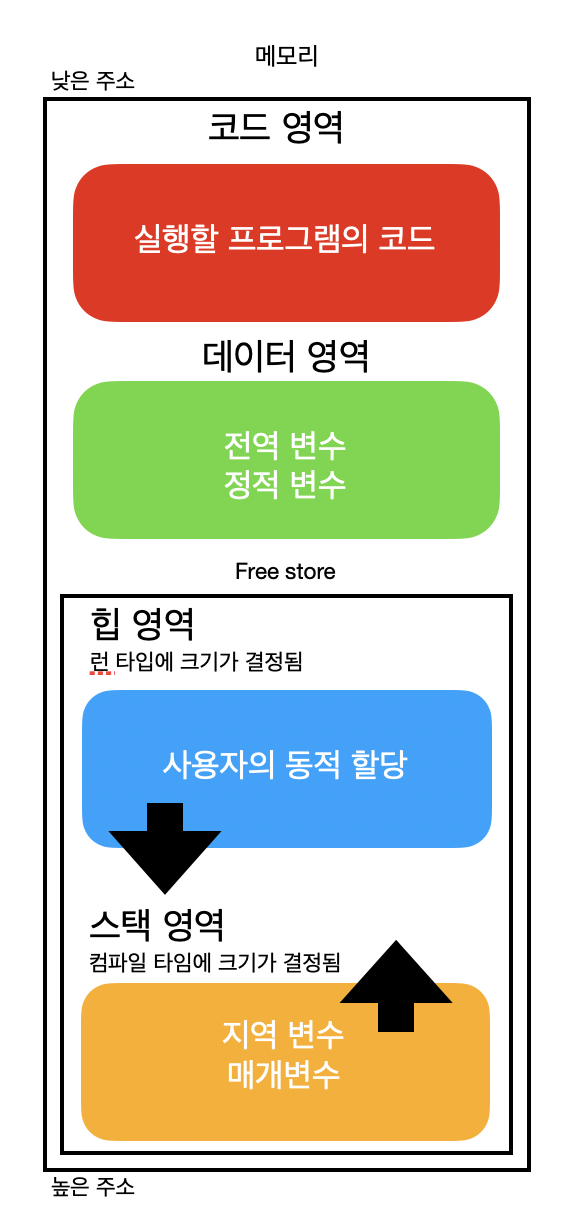 메모리
낮은 주소
코드 영역
실행할 프로그램의 코드
데이터 영역
전역 변수
정적 변수
Free store
힙 영역
런 타입에 크기가 결정됨
사용자의 동적 할당
스택 영역
컴파일 타임에 크기가 결정됨
지역 변수
매개변수
높은 주소